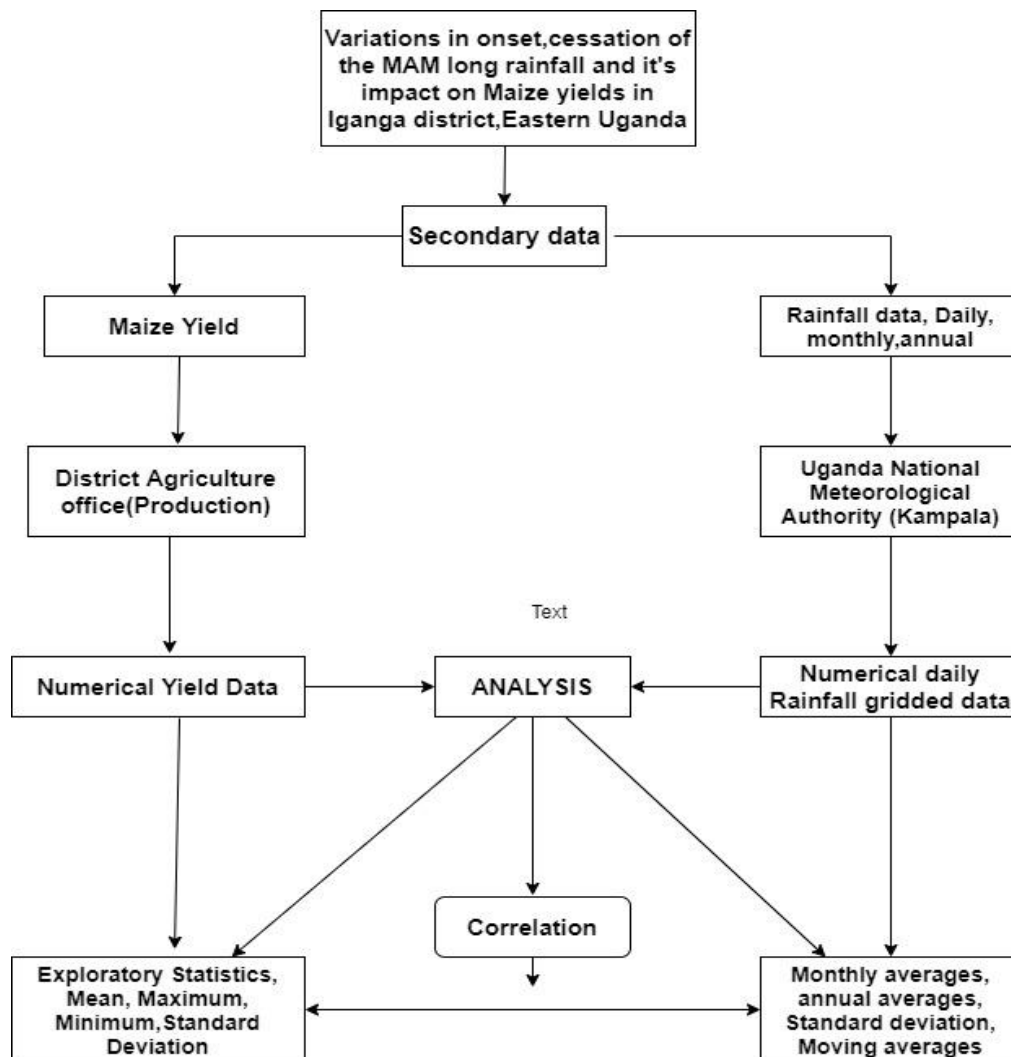 Variations in onset,cessation of
the MAM long rainfall and it's
impact on Maize yields in
Iganga district,Eastern Uganda
Secondary data
Maize Yield
Rainfall data, Daily,
monthly,annual
District Agriculture
office(Production)
Uganda National
Meteorological
Authority (Kampala)
Text
Numerical Yield Data
ANALYSIS
Numerical daily
Rainfall gridded data
Correlation
Exploratory Statistics,
Mean, Maximum,
Minimum,Standard
Deviation
Monthly averages,
annual averages,
Standard deviation,
Moving averages